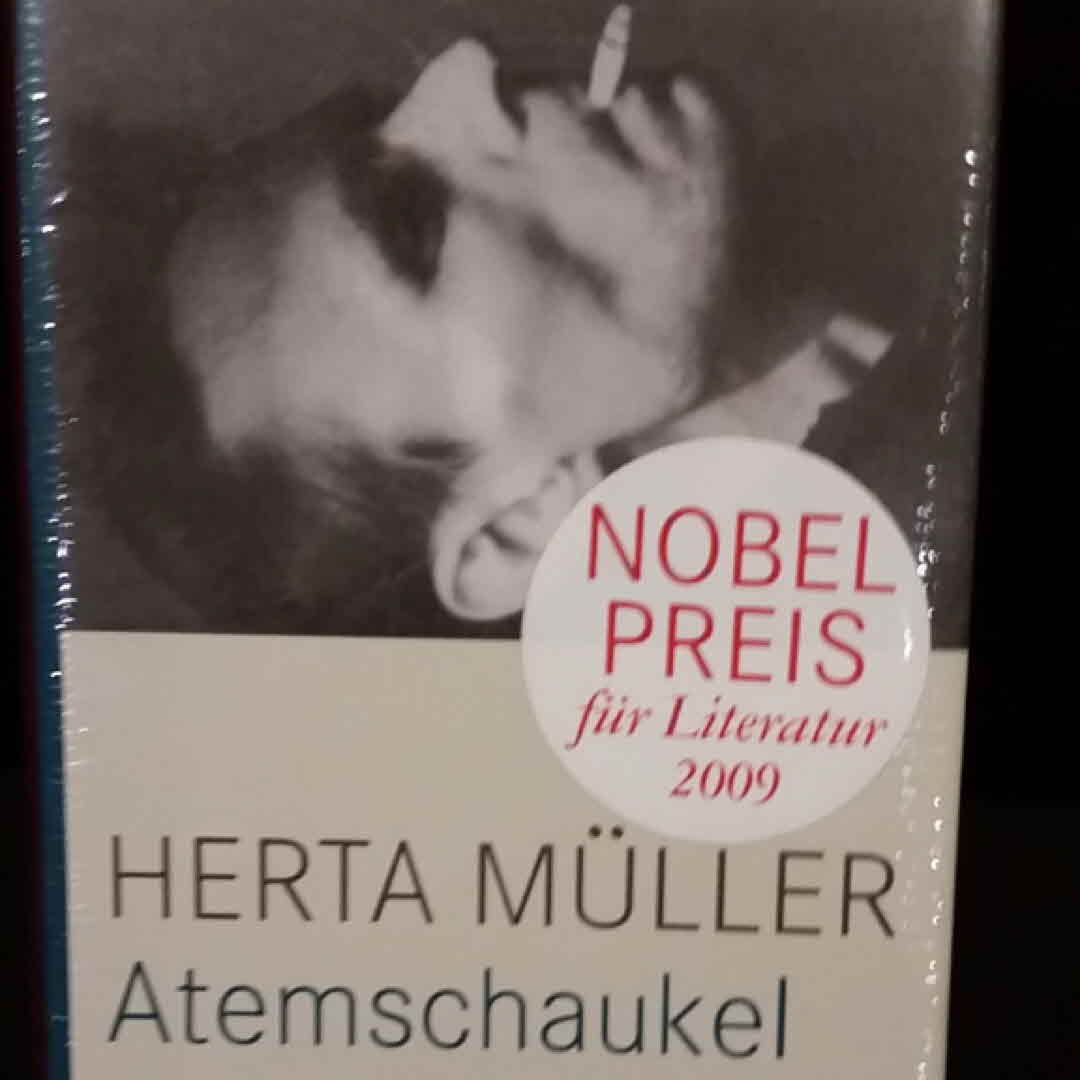 NOBEL
PREIS
für Literatur
2009
HERTA MÜLLER
Atemschaukel